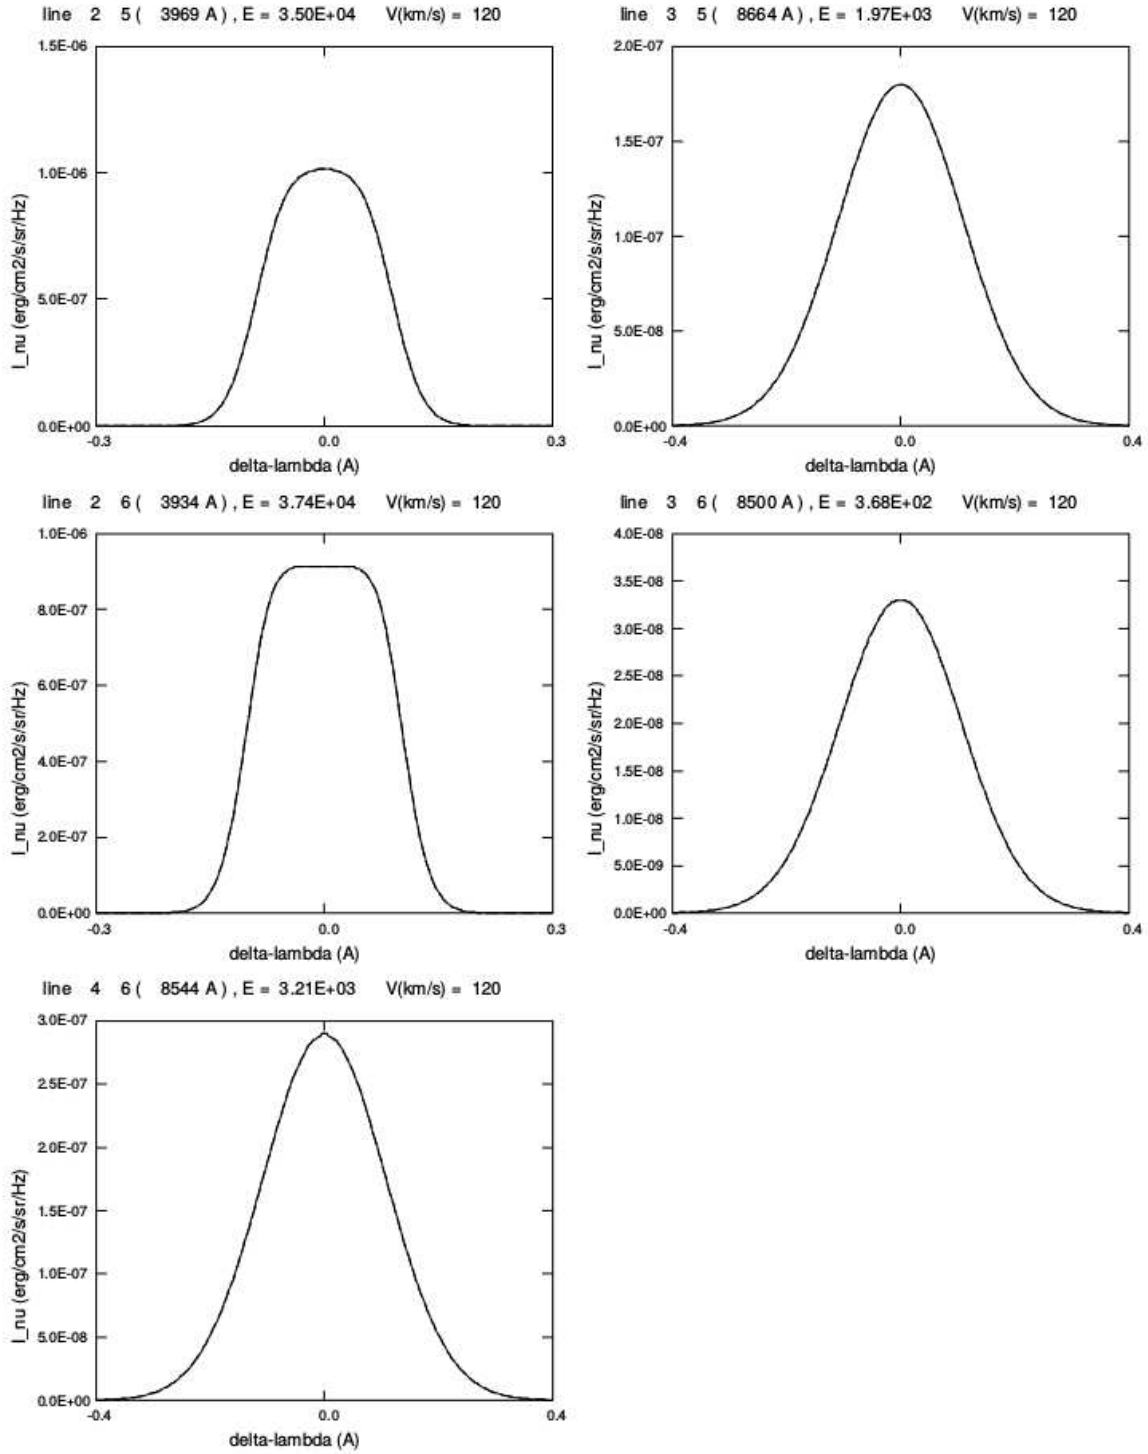 line 2 5 ( 3969 A ) , E = 3.50E+04 V(km/s) = 120
1.5E-06
1.0E-06
5.0E-07
0.0E+00
I_nu (erg/cm2/s/sr/Hz)
-0.3 0.0 0.3
delta-lambda (A)
line 3 5 ( 8664 A ) , E = 1.97E+03 V(km/s) = 120
2.0E-07
1.5E-07
1.0E-07
5.0E-08
0.0E+00
I_nu (erg/cm2/s/sr/Hz)
-0.4 0.0 0.4
delta-lambda (A)
line 2 6 ( 3934 A ) , E = 3.74E+04 V(km/s) = 120
1.0E-06
8.0E-07
6.0E-07
4.0E-07
2.0E-07
0.0E+00
I_nu (erg/cm2/s/sr/Hz)
-0.3 0.0 0.3
delta-lambda (A)
line 3 6 ( 8500 A ) , E = 3.68E+02 V(km/s) = 120
4.0E-08
3.5E-08
3.0E-08
2.5E-08
2.0E-08
1.5E-08
1.0E-08
5.0E-09
0.0E+00
I_nu (erg/cm2/s/sr/Hz)
-0.4 0.0 0.4
delta-lambda (A)
line 4 6 ( 8544 A ) , E = 3.21E+03 V(km/s) = 120
3.0E-07
2.5E-07
2.0E-07
1.5E-07
1.0E-07
5.0E-08
0.0E+00
I_nu (erg/cm2/s/sr/Hz)
-0.4 0.0 0.4
delta-lambda (A)